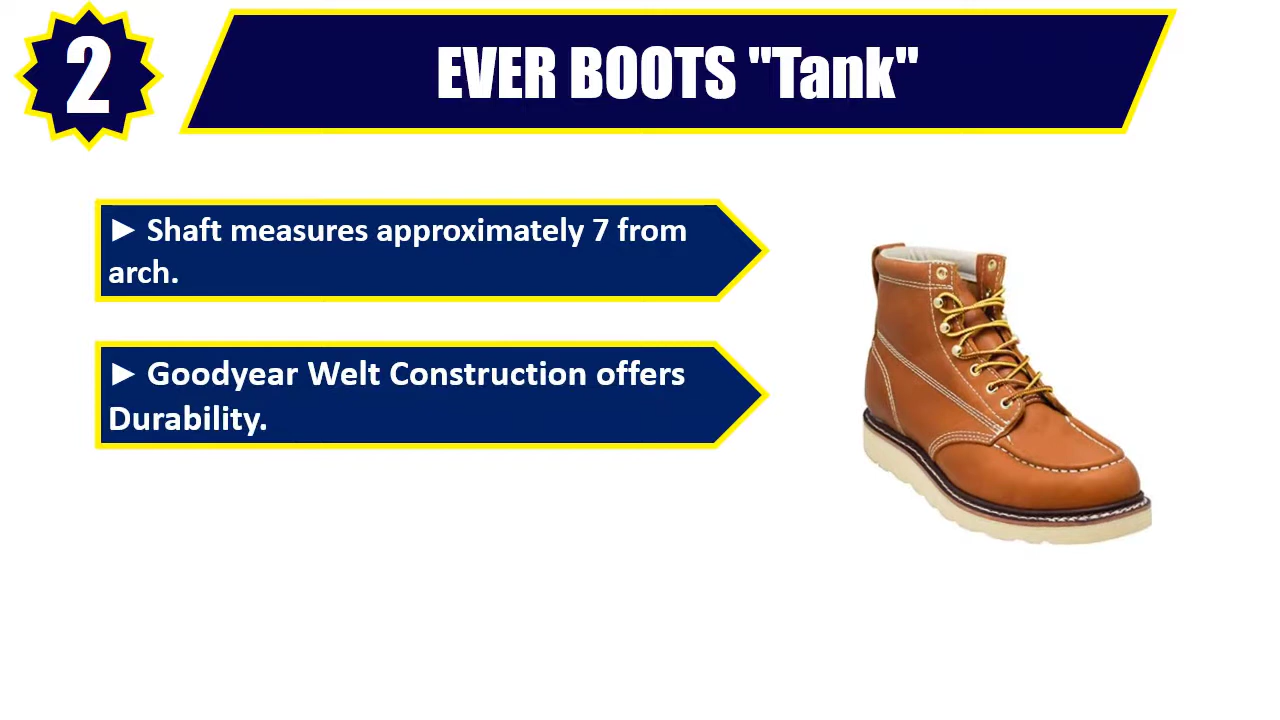 2
EVER BOOTS "Tank"
► Shaft measures approximately 7 from
arch.
► Goodyear Welt Construction offers
Durability.